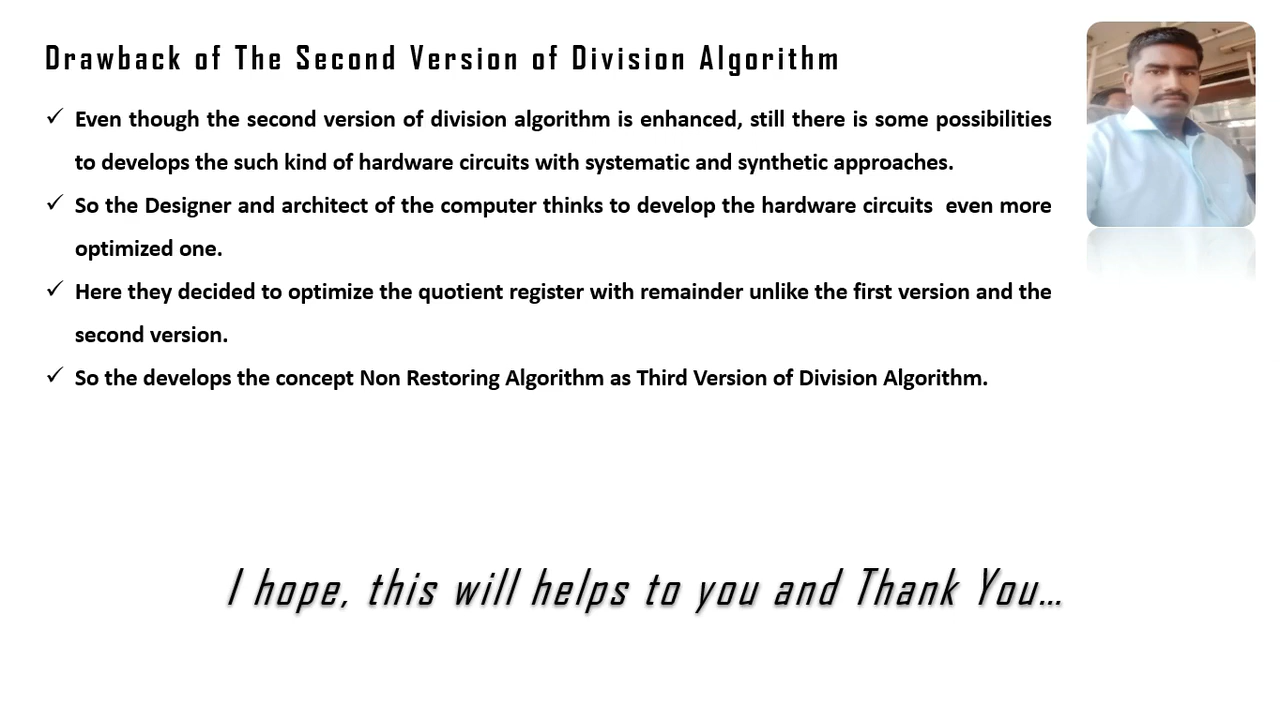 Drawback of The Second Version of Division Algorithm
✓ Even though the second version of division algorithm is enhanced, still there is some possibilities
to develops the such kind of hardware circuits with systematic and synthetic approaches.
✓ So the Designer and architect of the computer thinks to develop the hardware circuits  even more
optimized one.
✓ Here they decided to optimize the quotient register with remainder unlike the first version and the
second version.
✓ So the develops the concept Non Restoring Algorithm as Third Version of Division Algorithm.
I hope, this will helps to you and Thank You...